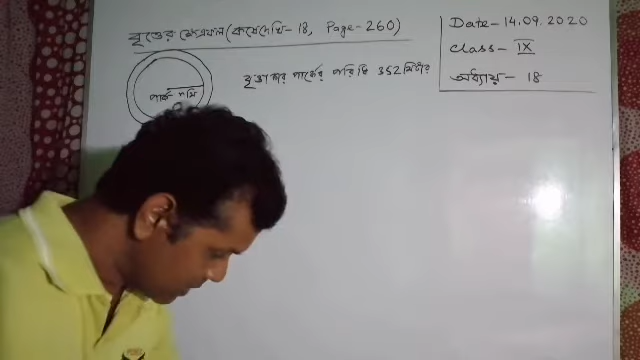 বৃত্তের ক্ষেত্রফল (কষে দেখি - 18, Page - 260)
Date - 14.09.2020
Class - IX
অধ্যায় - 18
পার্ক r মি
বৃত্তাকার পার্কের পরিধি 352 মিটার